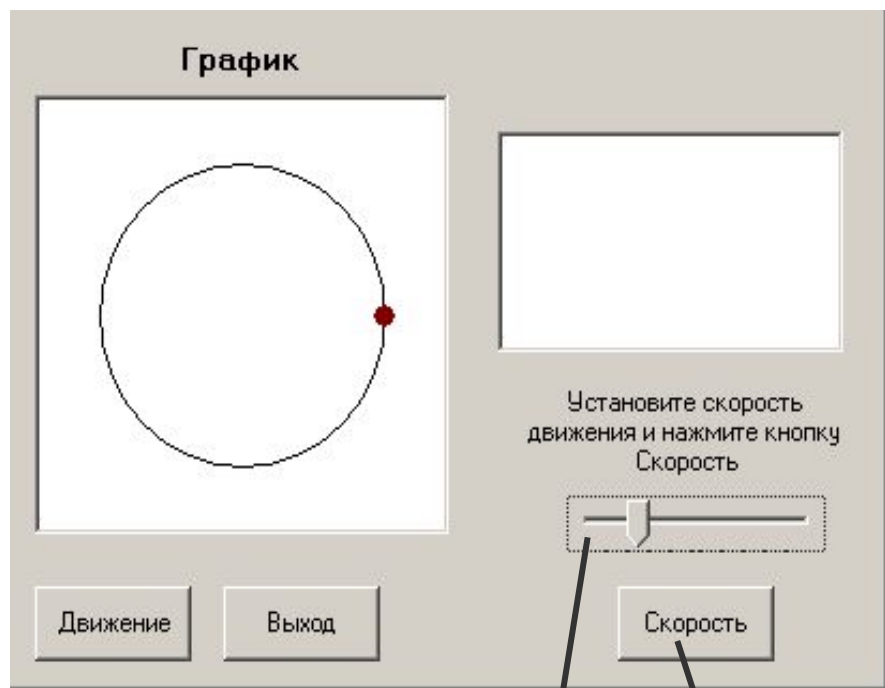 График
Установите скорость
движения и нажмите кнопку
Скорость
Движение
Выход
Скорость